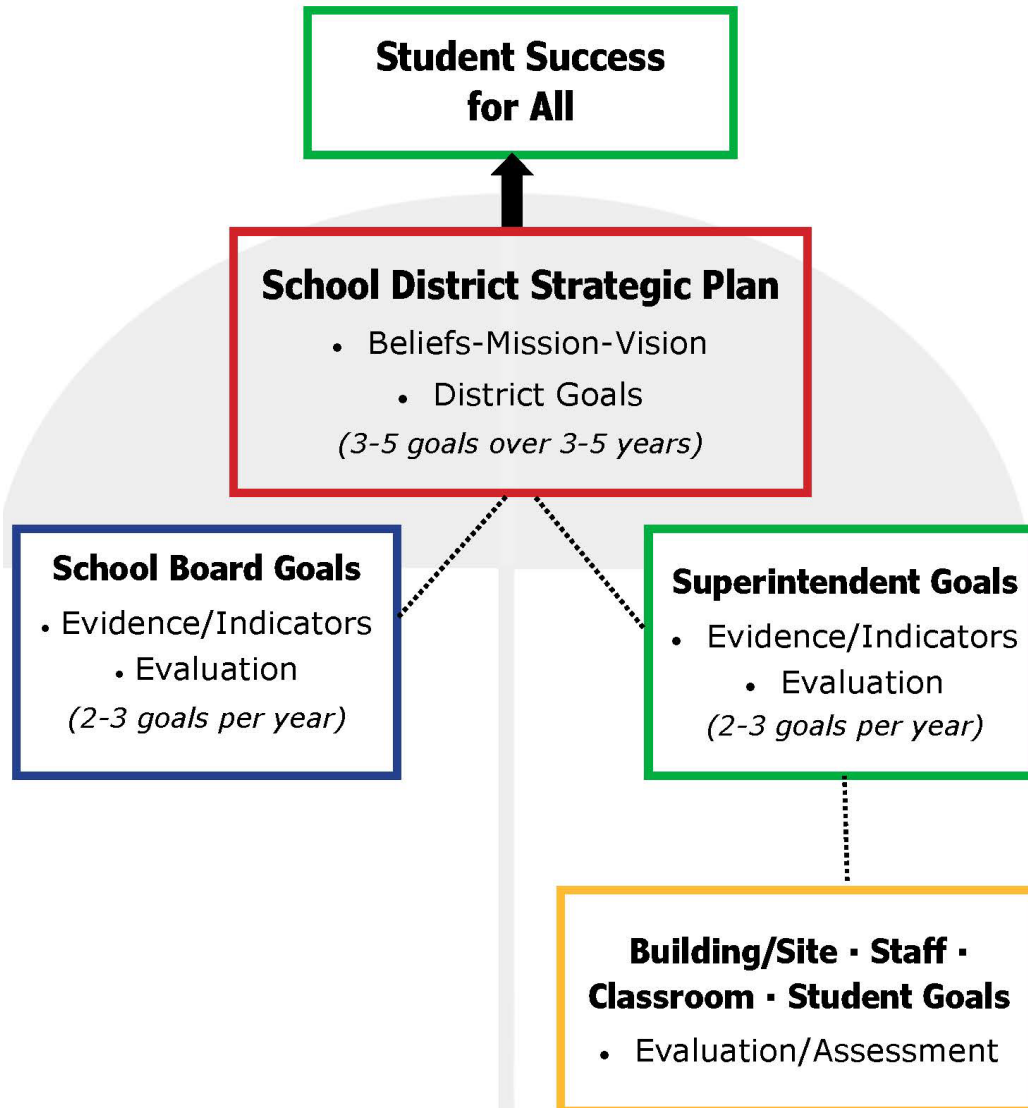 Student Success
for All
School District Strategic Plan
• Beliefs-Mission-Vision
• District Goals
(3-5 goals over 3-5 years)
School Board Goals
• Evidence/Indicators
• Evaluation
(2-3 goals per year)
Superintendent Goals
• Evidence/Indicators
• Evaluation
(2-3 goals per year)
Building/Site · Staff ·
Classroom · Student Goals
• Evaluation/Assessment